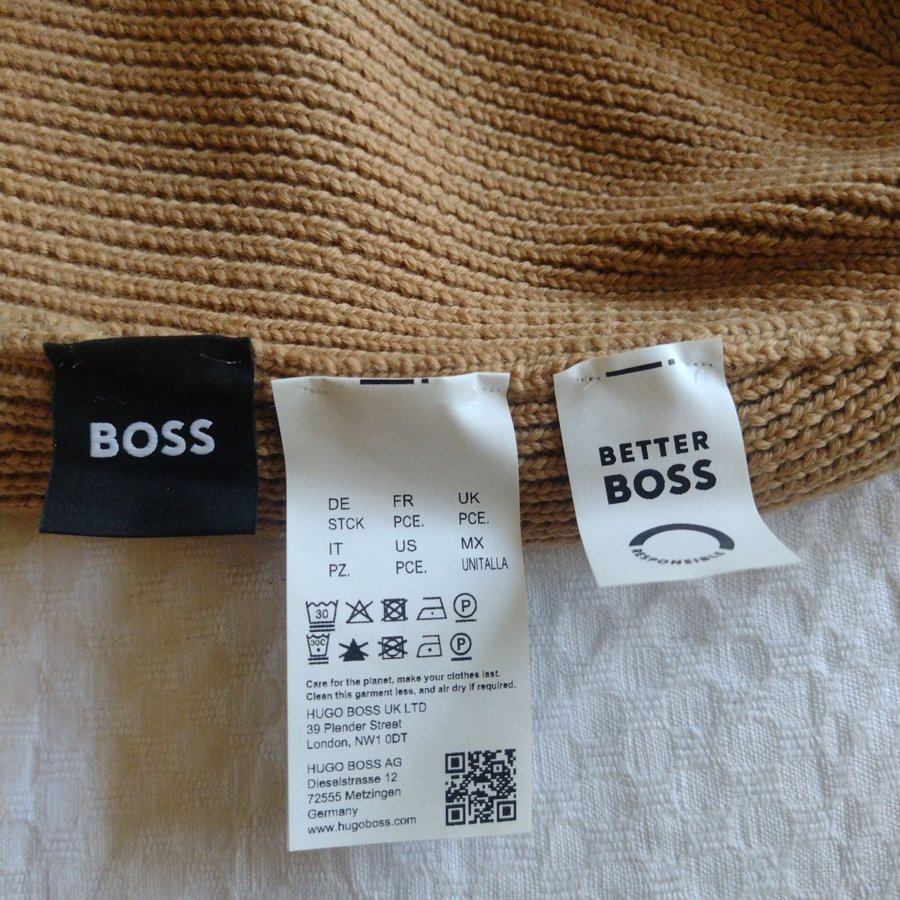 BOSS
DE FR UK
STCK PCE. PCE.
IT US MX
PZ. PCE. UNITALLA
30 P
30C P
Care for the planet, make your clothes last.
Clean this garment less, and air dry if required.
HUGO BOSS UK LTD
39 Plender Street
London, NW1 0DT
HUGO BOSS AG
Dieselstrasse 12
72555 Metzingen
Germany
www.hugoboss.com
BETTER
BOSS
RESPONSIBLE